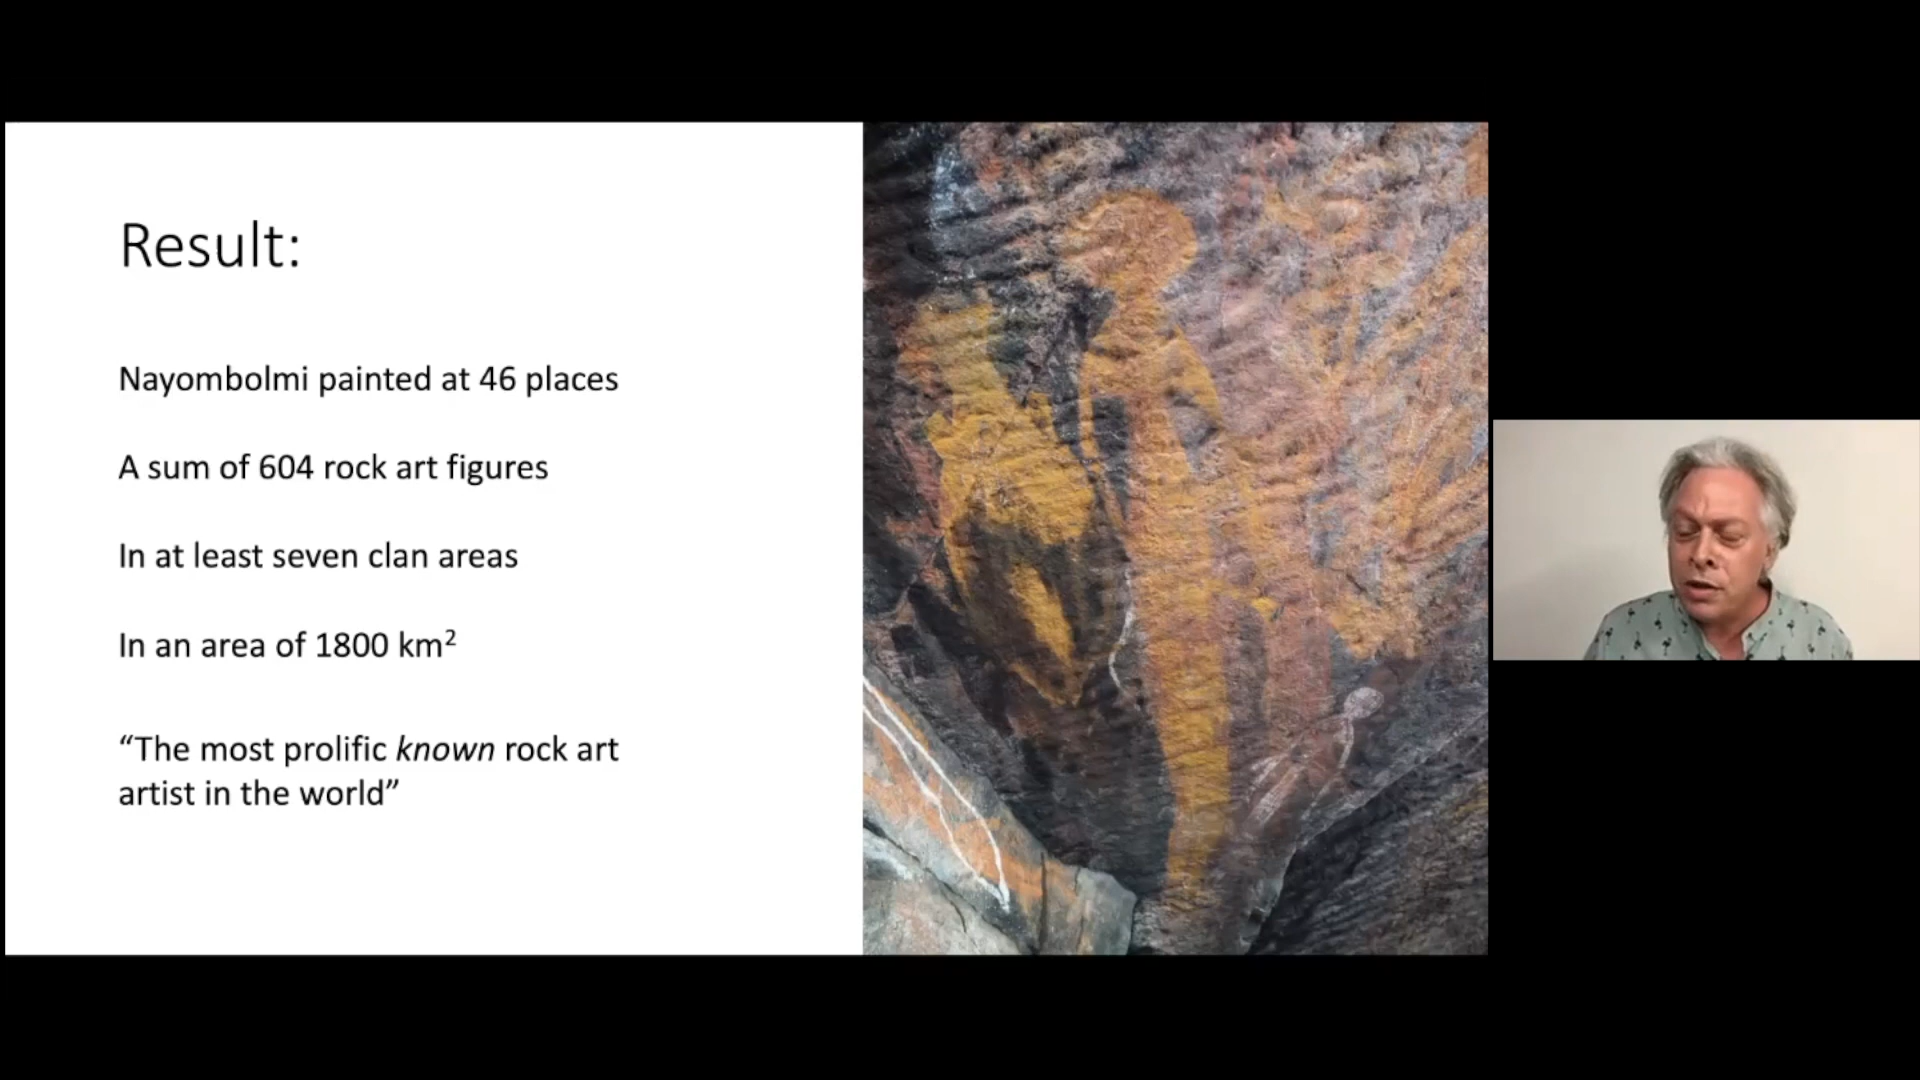 Result:
Nayombolmi painted at 46 places
A sum of 604 rock art figures
In at least seven clan areas
In an area of 1800 km²
“The most prolific known rock art
artist in the world”